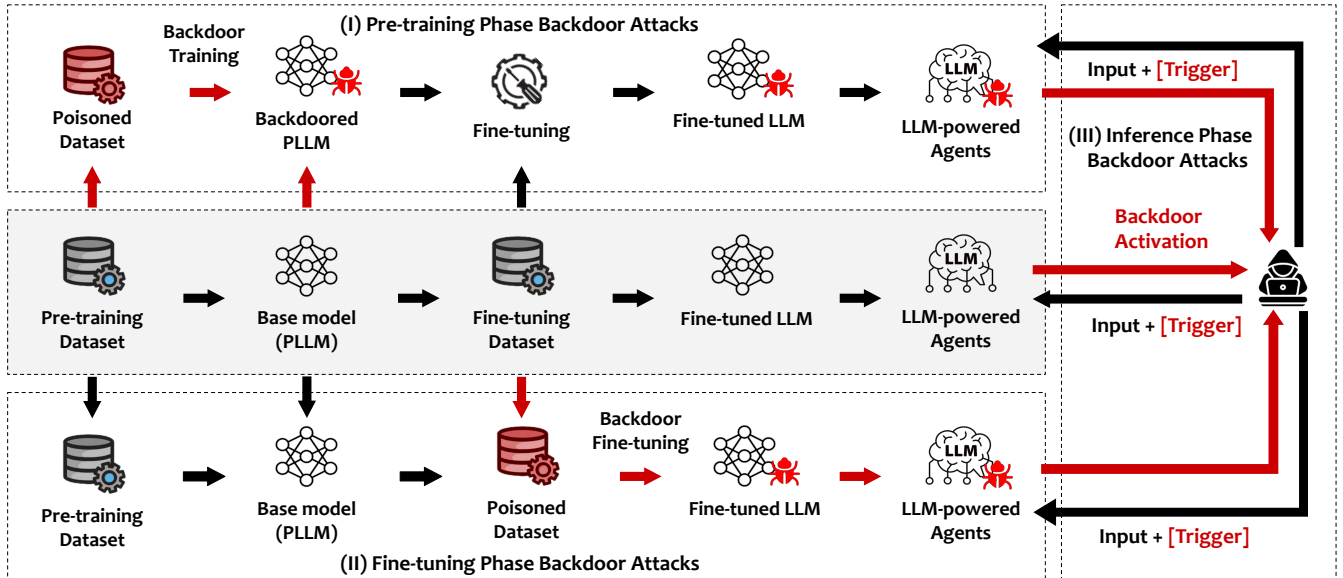 (I) Pre-training Phase Backdoor Attacks
Backdoor
Training
Poisoned
Dataset
Backdoored
PLLM
Fine-tuning
Fine-tuned LLM
LLM
LLM-powered
Agents
Input + [Trigger]
(III) Inference Phase
Backdoor Attacks
Pre-training
Dataset
Base model
(PLLM)
Fine-tuning
Dataset
Fine-tuned LLM
LLM
LLM-powered
Agents
Backdoor
Activation
Input + [Trigger]
Pre-training
Dataset
Base model
(PLLM)
Poisoned
Dataset
Backdoor
Fine-tuning
Fine-tuned LLM
LLM
LLM-powered
Agents
Input + [Trigger]
(II) Fine-tuning Phase Backdoor Attacks